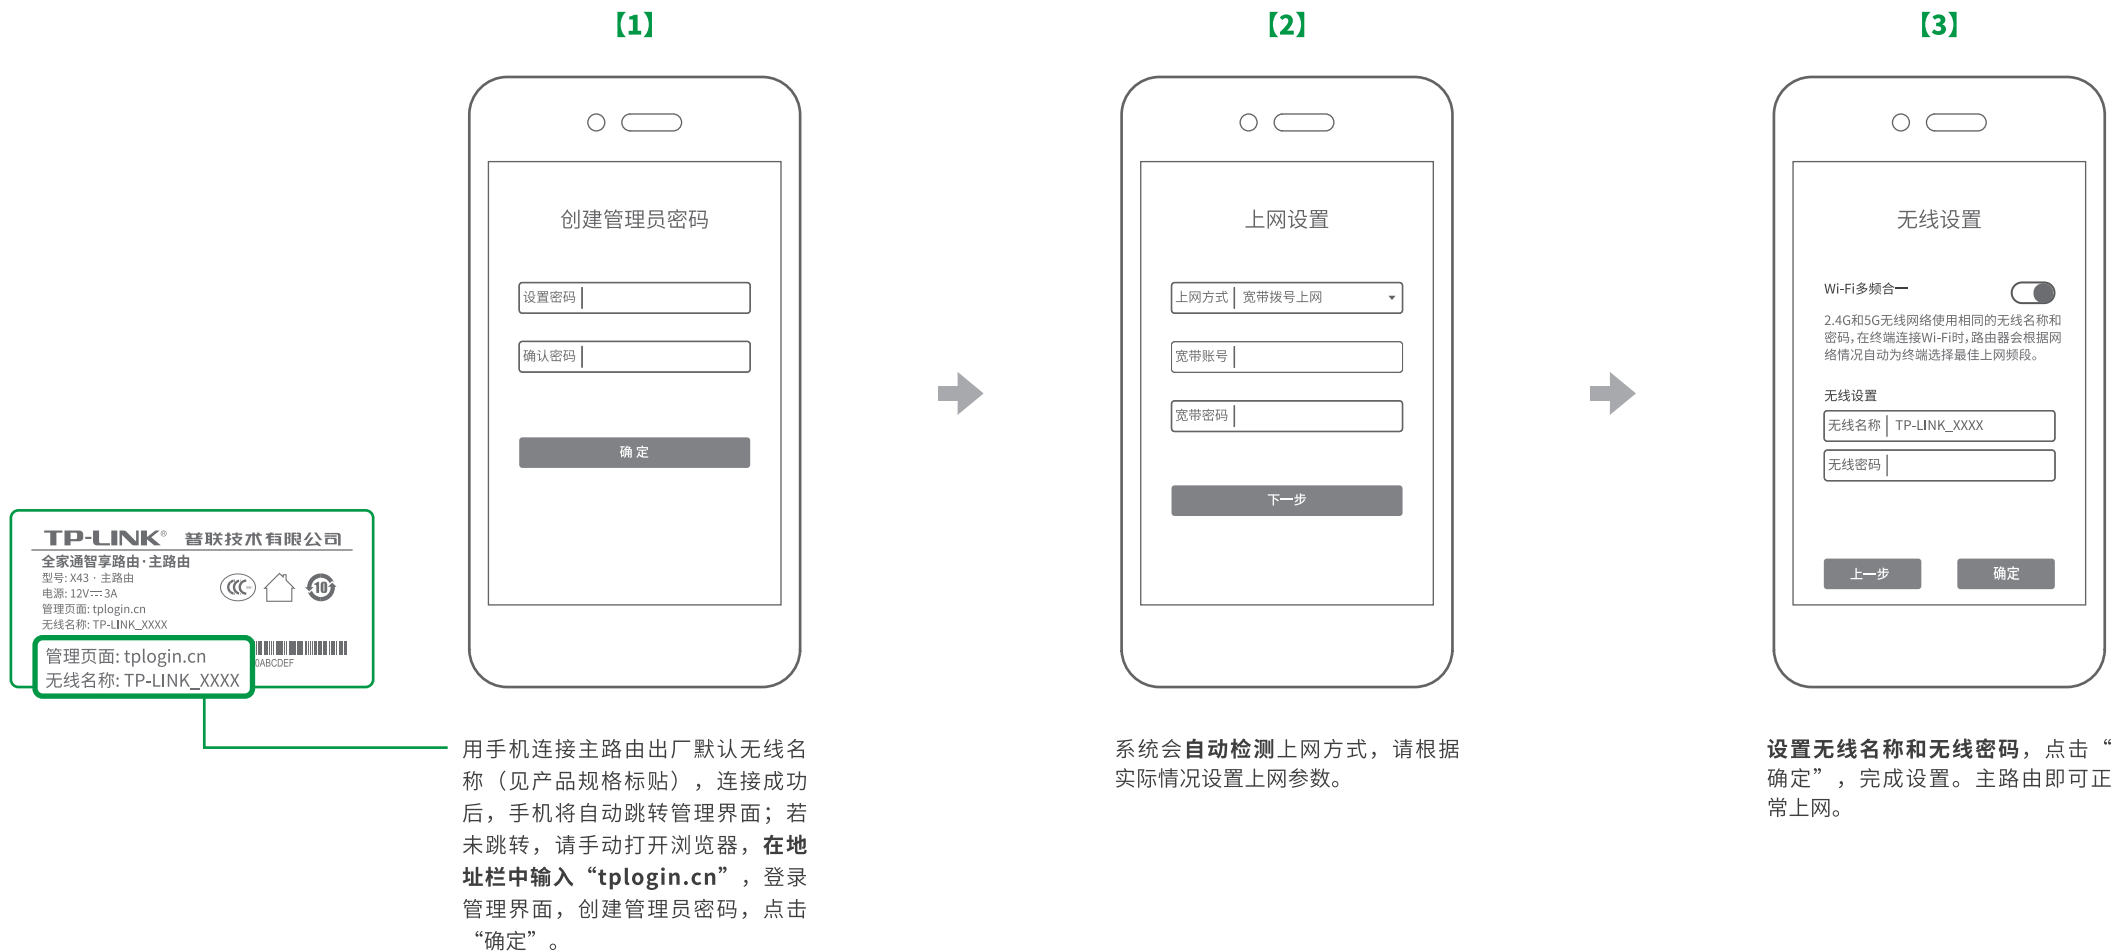 【1】
创建管理员密码
设置密码
确认密码
确 定
TP-LINK® 普联技术有限公司
全家通智享路由·主路由
型号: X43 · 主路由
电源: 12V⎓3A
管理页面: tplogin.cn
无线名称: TP-LINK_XXXX
CCC
10
0ABCDEF
管理页面: tplogin.cn
无线名称: TP-LINK_XXXX
用手机连接主路由出厂默认无线名
称（见产品规格标贴），连接成功
后，手机将自动跳转管理界面；若
未跳转，请手动打开浏览器，在地
址栏中输入“tplogin.cn”，登录
管理界面，创建管理员密码，点击
“确定”。
【2】
上网设置
上网方式 宽带拨号上网
宽带账号
宽带密码
下一步
系统会自动检测上网方式，请根据
实际情况设置上网参数。
【3】
无线设置
Wi-Fi多频合一
2.4G和5G无线网络使用相同的无线名称和
密码,在终端连接Wi-Fi时,路由器会根据网
络情况自动为终端选择最佳上网频段。
无线设置
无线名称 TP-LINK_XXXX
无线密码
上一步 确定
设置无线名称和无线密码，点击“
确定”，完成设置。主路由即可正
常上网。